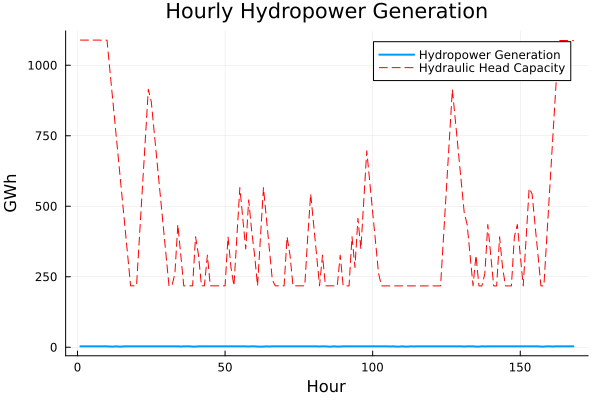 Hourly Hydropower Generation
Hydropower Generation
Hydraulic Head Capacity
GWh
1000
750
500
250
0
0
50
100
150
Hour